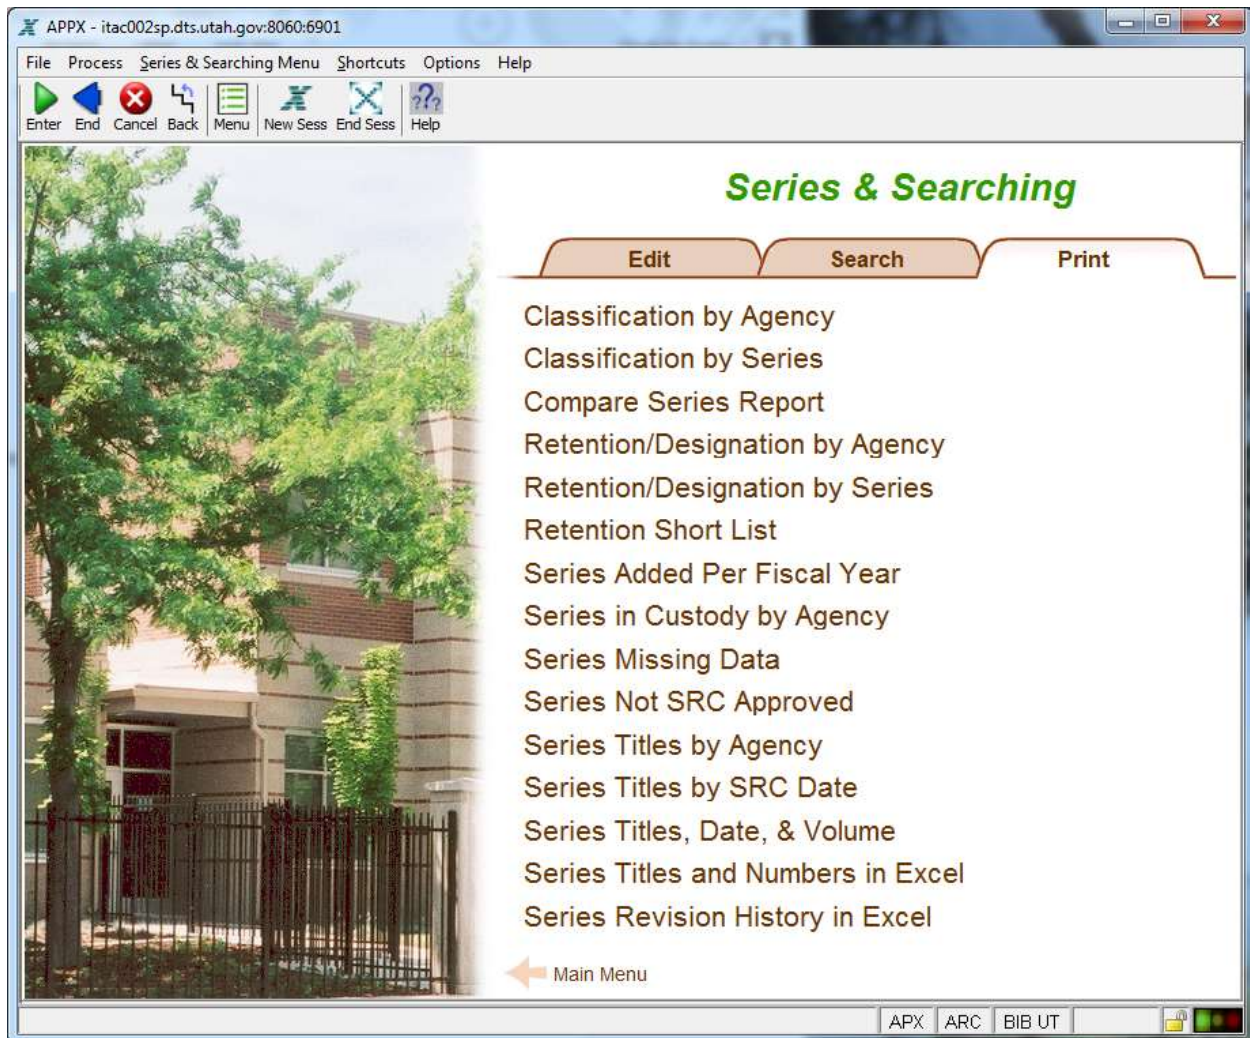 APPX - itac002sp.dts.utah.gov:8060:6901
File Process Series & Searching Menu Shortcuts Options Help
Enter End Cancel Back Menu New Sess End Sess Help
Series & Searching
Edit Search Print
Classification by Agency
Classification by Series
Compare Series Report
Retention/Designation by Agency
Retention/Designation by Series
Retention Short List
Series Added Per Fiscal Year
Series in Custody by Agency
Series Missing Data
Series Not SRC Approved
Series Titles by Agency
Series Titles by SRC Date
Series Titles, Date, & Volume
Series Titles and Numbers in Excel
Series Revision History in Excel
Main Menu
APX ARC BIB UT